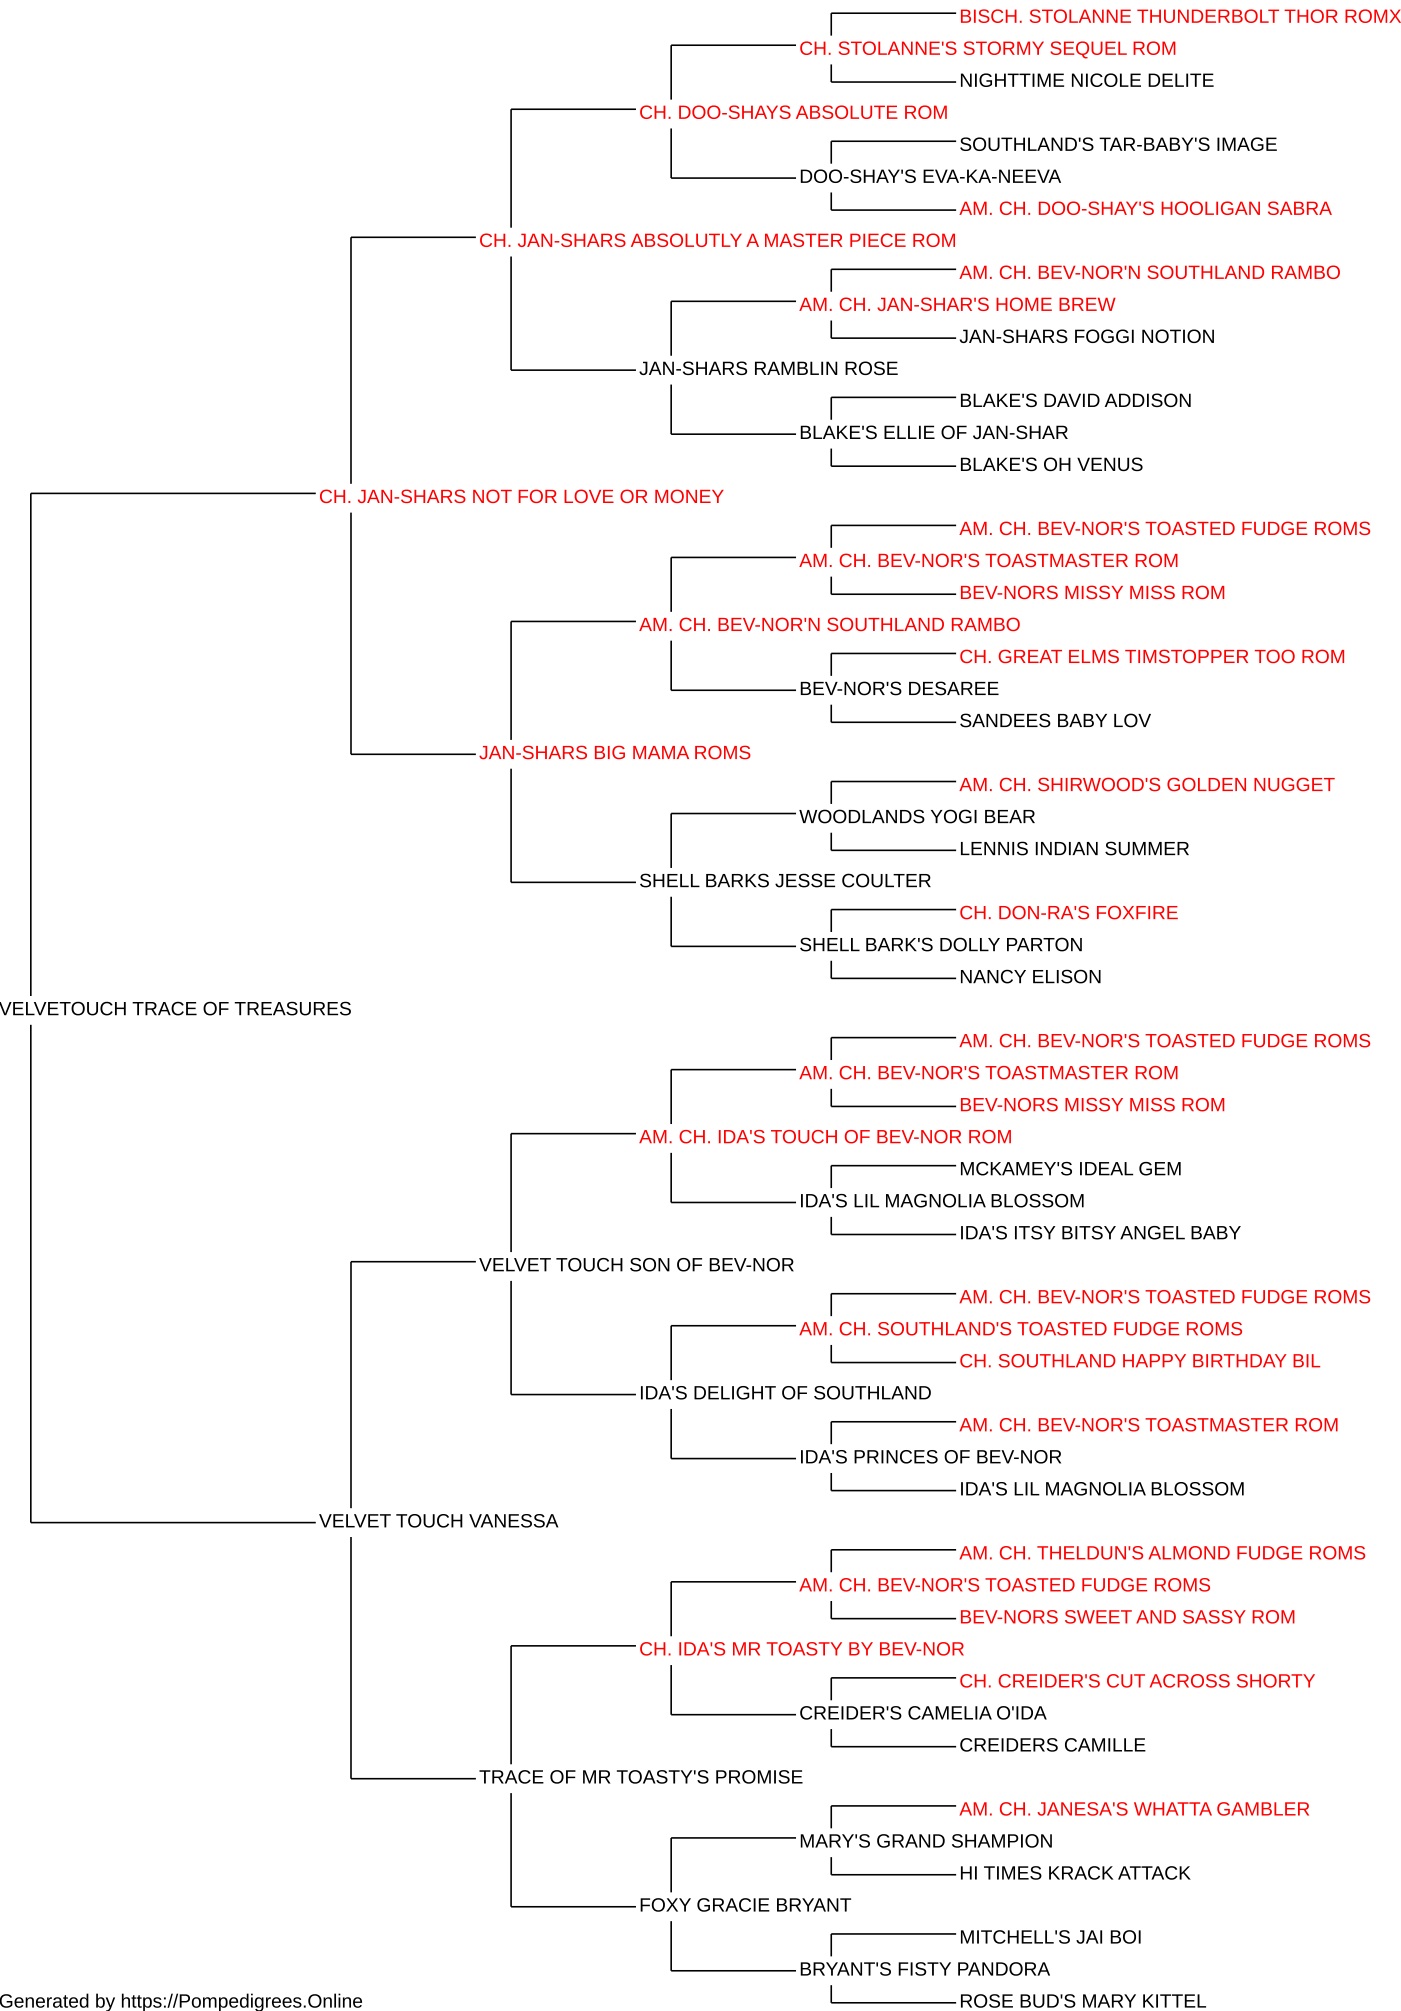 BISCH. STOLANNE THUNDERBOLT THOR ROMX
CH. STOLANNE'S STORMY SEQUEL ROM
NIGHTTIME NICOLE DELITE
CH. DOO-SHAYS ABSOLUTE ROM
SOUTHLAND'S TAR-BABY'S IMAGE
DOO-SHAY'S EVA-KA-NEEVA
AM. CH. DOO-SHAY'S HOOLIGAN SABRA
CH. JAN-SHARS ABSOLUTLY A MASTER PIECE ROM
AM. CH. BEV-NOR'N SOUTHLAND RAMBO
AM. CH. JAN-SHAR'S HOME BREW
JAN-SHARS FOGGI NOTION
JAN-SHARS RAMBLIN ROSE
BLAKE'S DAVID ADDISON
BLAKE'S ELLIE OF JAN-SHAR
BLAKE'S OH VENUS
CH. JAN-SHARS NOT FOR LOVE OR MONEY
AM. CH. BEV-NOR'S TOASTED FUDGE ROMS
AM. CH. BEV-NOR'S TOASTMASTER ROM
BEV-NORS MISSY MISS ROM
AM. CH. BEV-NOR'N SOUTHLAND RAMBO
CH. GREAT ELMS TIMSTOPPER TOO ROM
BEV-NOR'S DESAREE
SANDEES BABY LOV
JAN-SHARS BIG MAMA ROMS
AM. CH. SHIRWOOD'S GOLDEN NUGGET
WOODLANDS YOGI BEAR
LENNIS INDIAN SUMMER
SHELL BARKS JESSE COULTER
CH. DON-RA'S FOXFIRE
SHELL BARK'S DOLLY PARTON
NANCY ELISON
VELVETOUCH TRACE OF TREASURES
AM. CH. BEV-NOR'S TOASTED FUDGE ROMS
AM. CH. BEV-NOR'S TOASTMASTER ROM
BEV-NORS MISSY MISS ROM
AM. CH. IDA'S TOUCH OF BEV-NOR ROM
MCKAMEY'S IDEAL GEM
IDA'S LIL MAGNOLIA BLOSSOM
IDA'S ITSY BITSY ANGEL BABY
VELVET TOUCH SON OF BEV-NOR
AM. CH. BEV-NOR'S TOASTED FUDGE ROMS
AM. CH. SOUTHLAND'S TOASTED FUDGE ROMS
CH. SOUTHLAND HAPPY BIRTHDAY BIL
IDA'S DELIGHT OF SOUTHLAND
AM. CH. BEV-NOR'S TOASTMASTER ROM
IDA'S PRINCES OF BEV-NOR
IDA'S LIL MAGNOLIA BLOSSOM
VELVET TOUCH VANESSA
AM. CH. THELDUN'S ALMOND FUDGE ROMS
AM. CH. BEV-NOR'S TOASTED FUDGE ROMS
BEV-NORS SWEET AND SASSY ROM
CH. IDA'S MR TOASTY BY BEV-NOR
CH. CREIDER'S CUT ACROSS SHORTY
CREIDER'S CAMELIA O'IDA
CREIDERS CAMILLE
TRACE OF MR TOASTY'S PROMISE
AM. CH. JANESA'S WHATTA GAMBLER
MARY'S GRAND SHAMPION
HI TIMES KRACK ATTACK
FOXY GRACIE BRYANT
MITCHELL'S JAI BOI
BRYANT'S FISTY PANDORA
ROSE BUD'S MARY KITTEL
Generated by https://Pompedigrees.Online